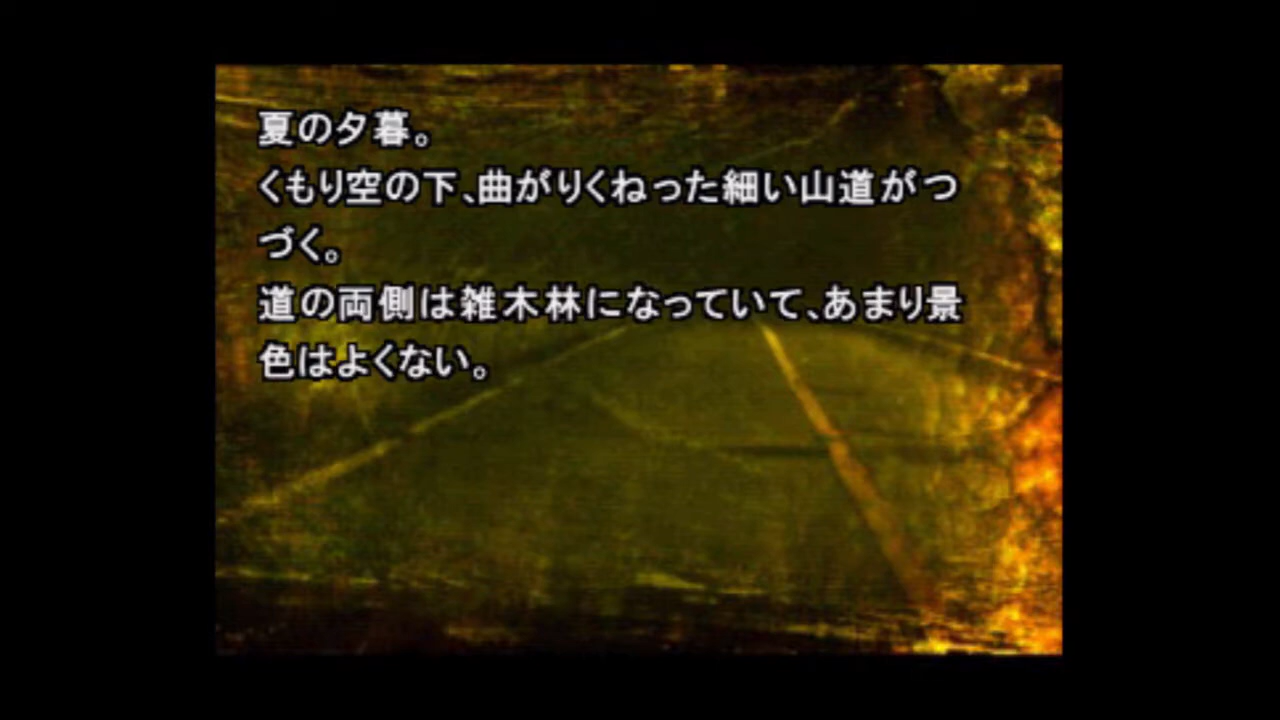 夏の夕暮。
くもり空の下、曲がりくねった細い山道がつ
づく。
道の両側は雑木林になっていて、あまり景
色はよくない。